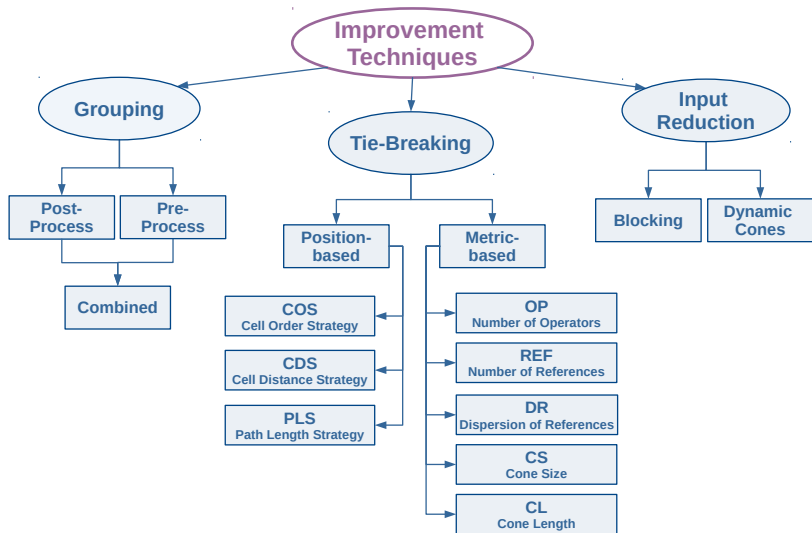 Improvement
Techniques
Grouping
Tie-Breaking
Input
Reduction
Post-
Process
Pre-
Process
Combined
Position-
based
Metric-
based
Blocking
Dynamic
Cones
COS
Cell Order Strategy
CDS
Cell Distance Strategy
PLS
Path Length Strategy
OP
Number of Operators
REF
Number of References
DR
Dispersion of References
CS
Cone Size
CL
Cone Length